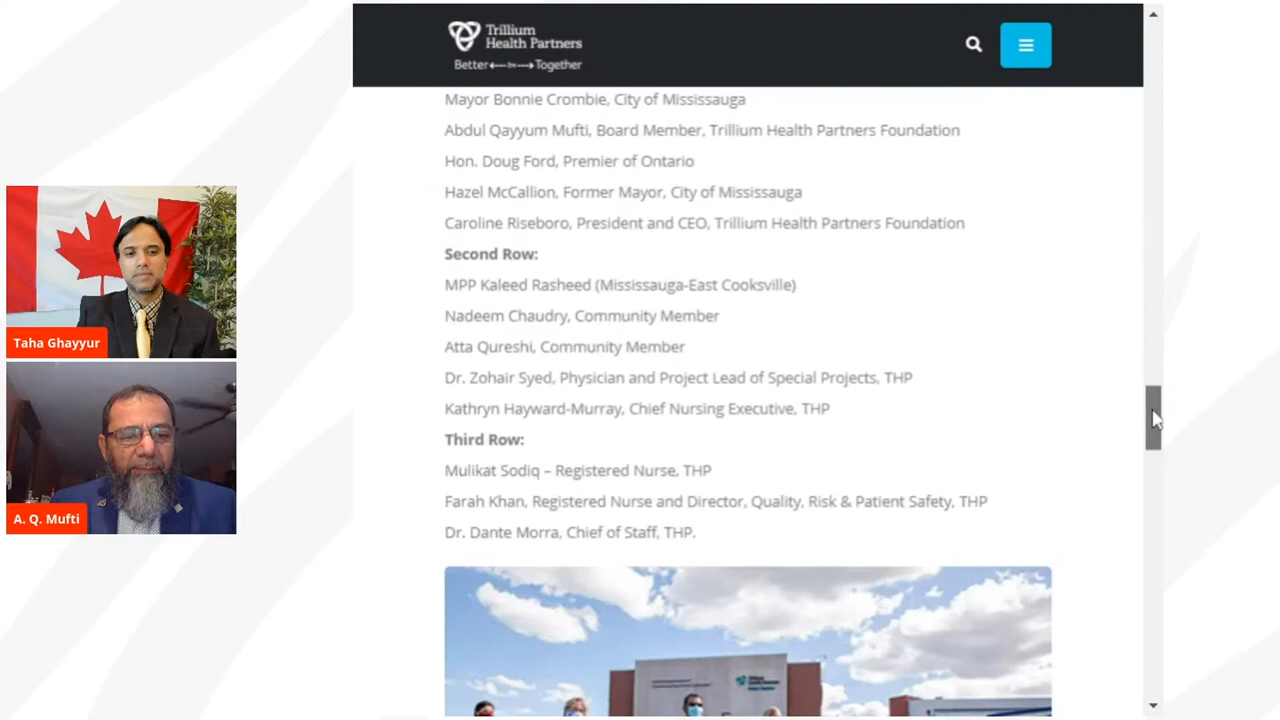 Trillium
Health Partners
Better Together
Mayor Bonnie Crombie, City of Mississauga
Abdul Qayyum Mufti, Board Member, Trillium Health Partners Foundation
Hon. Doug Ford, Premier of Ontario
Hazel McCallion, Former Mayor, City of Mississauga
Caroline Riseboro, President and CEO, Trillium Health Partners Foundation
Second Row:
MPP Kaleed Rasheed (Mississauga-East Cooksville)
Nadeem Chaudry, Community Member
Atta Qureshi, Community Member
Dr. Zohair Syed, Physician and Project Lead of Special Projects, THP
Kathryn Hayward-Murray, Chief Nursing Executive, THP
Third Row:
Mulikat Sodiq – Registered Nurse, THP
Farah Khan, Registered Nurse and Director, Quality, Risk & Patient Safety, THP
Dr. Dante Morra, Chief of Staff, THP.
Taha Ghayyur
A. Q. Mufti